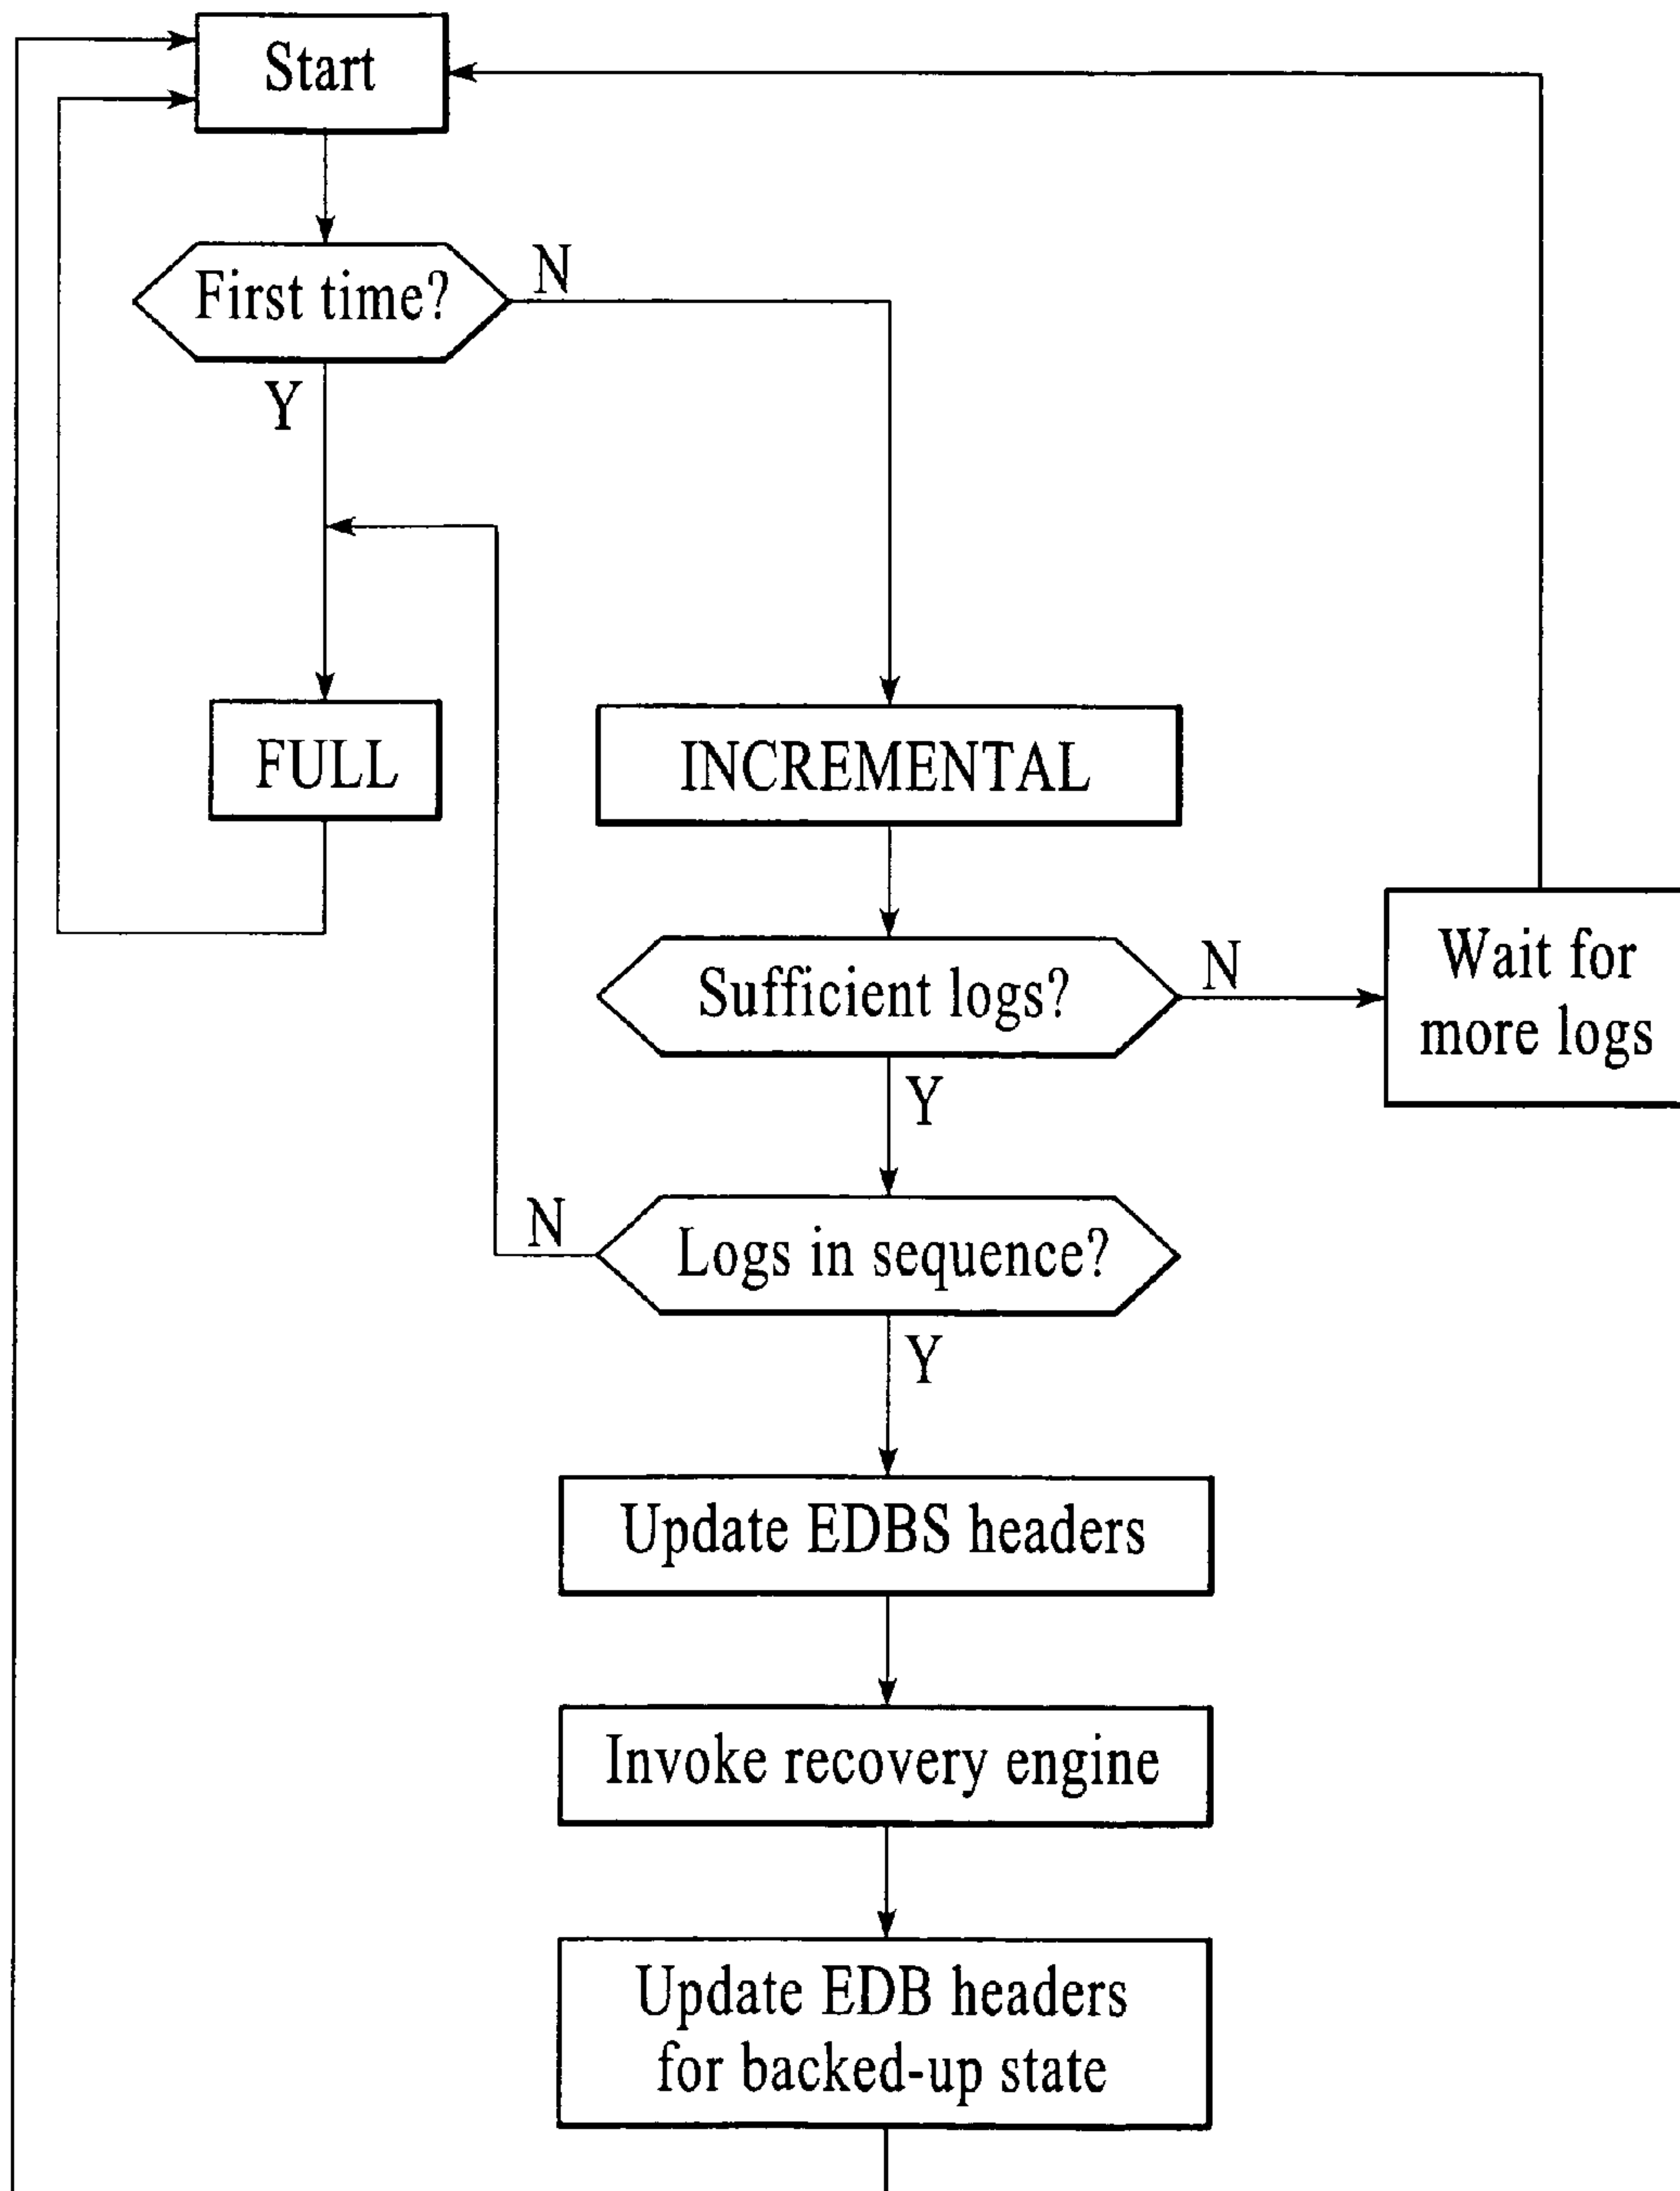 Start
First time?
N
Y
FULL
INCREMENTAL
Sufficient logs?
N
Wait for
more logs
Y
Logs in sequence?
N
Y
Update EDBS headers
Invoke recovery engine
Update EDB headers
for backed-up state